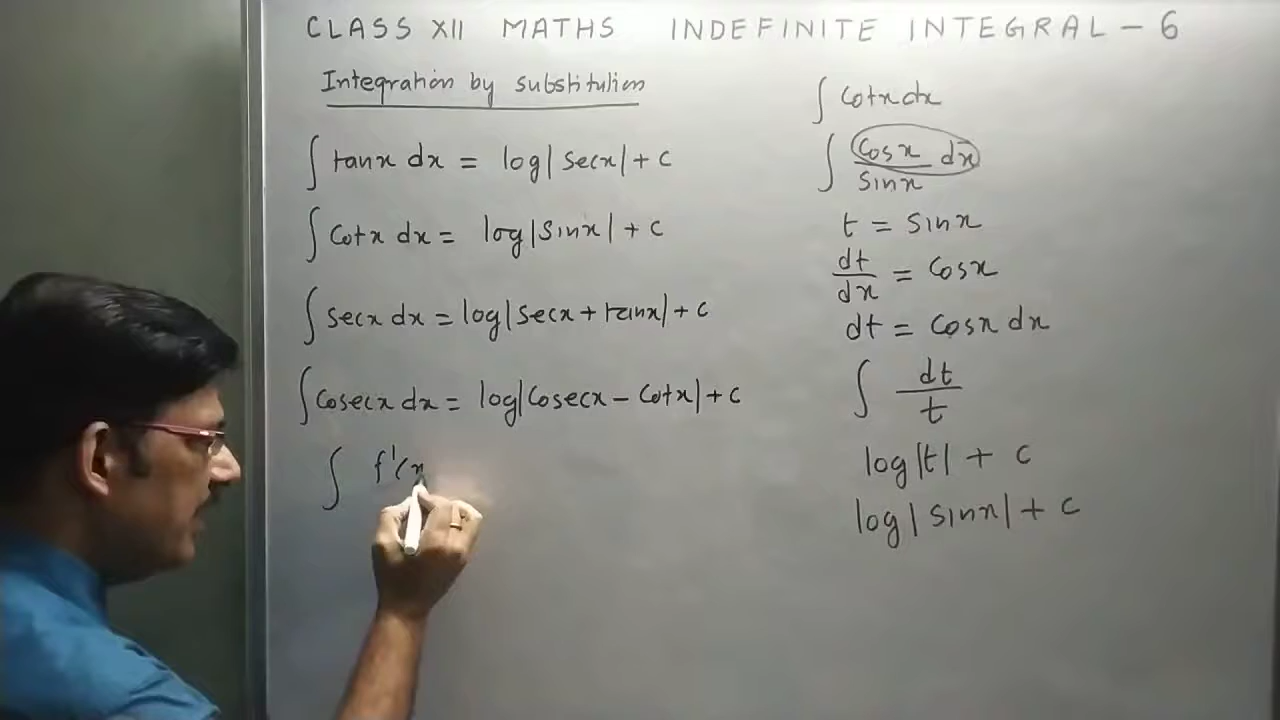 CLASS XII MATHS INDEFINITE INTEGRAL - 6
Integration by substitution
∫ tanx dx = log|secx| + c
∫ cotx dx = log|sinx| + c
∫ secx dx = log|secx + tanx| + c
∫ cosecx dx = log|cosecx - cotx| + c
∫ f'(x
∫ cotx dx
∫ cosx dx / sinx
t = sinx
dt/dx = cosx
dt = cosx dx
∫ dt/t
log|t| + c
log|sinx| + c